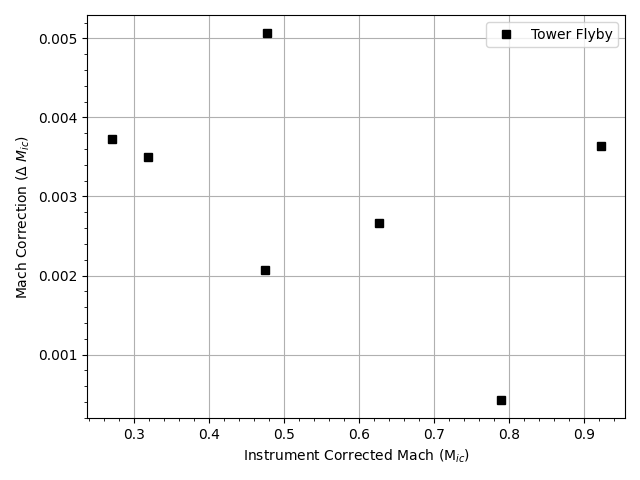 0.005
0.004
0.003
0.002
0.001
Mach Correction (Δ M_ic)
Tower Flyby
0.3 0.4 0.5 0.6 0.7 0.8 0.9
Instrument Corrected Mach (M_ic)